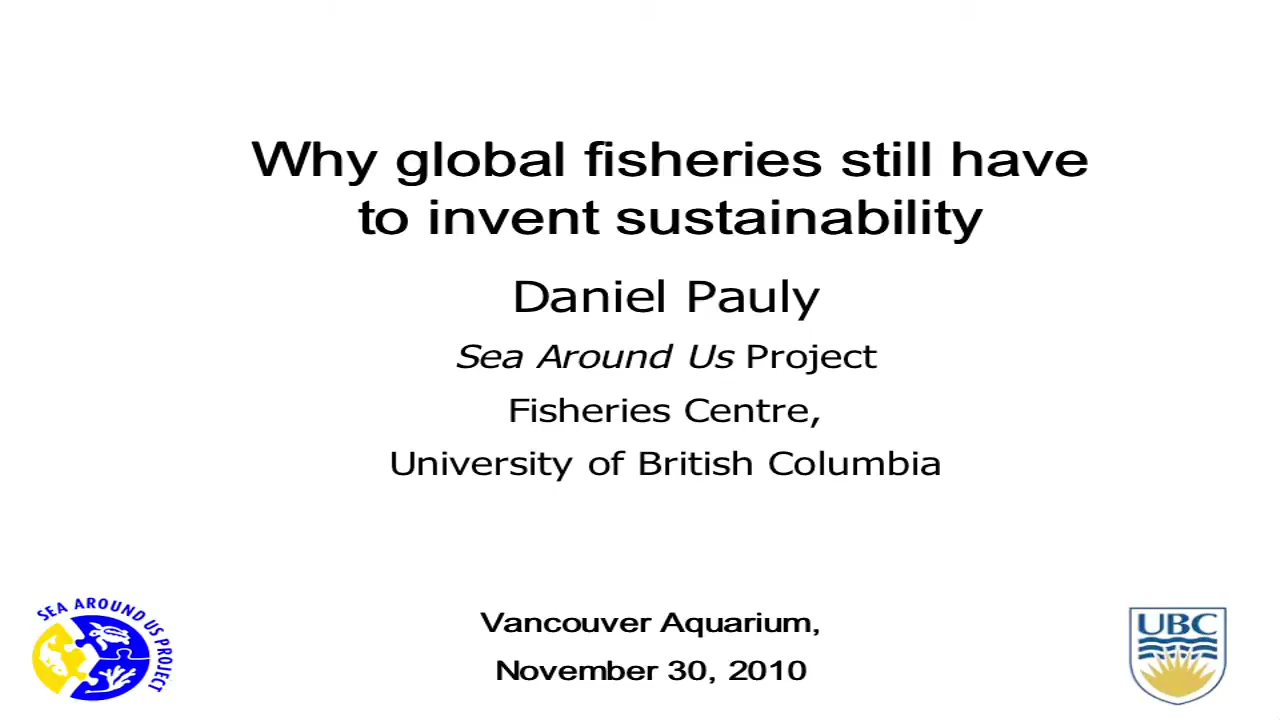 Why global fisheries still have
to invent sustainability
Daniel Pauly
Sea Around Us Project
Fisheries Centre,
University of British Columbia
SEA AROUND US PROJECT
Vancouver Aquarium,
November 30, 2010
UBC